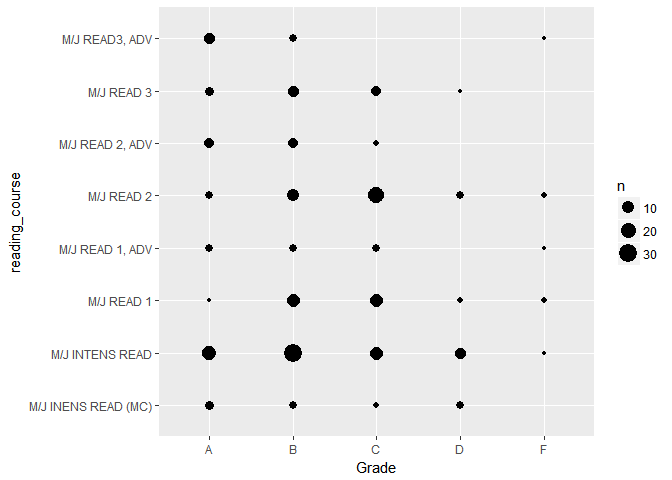 M/J READ3, ADV
M/J READ 3
M/J READ 2, ADV
M/J READ 2
M/J READ 1, ADV
M/J READ 1
M/J INTENS READ
M/J INENS READ (MC)
reading_course
A B C D F
Grade
n
10
20
30